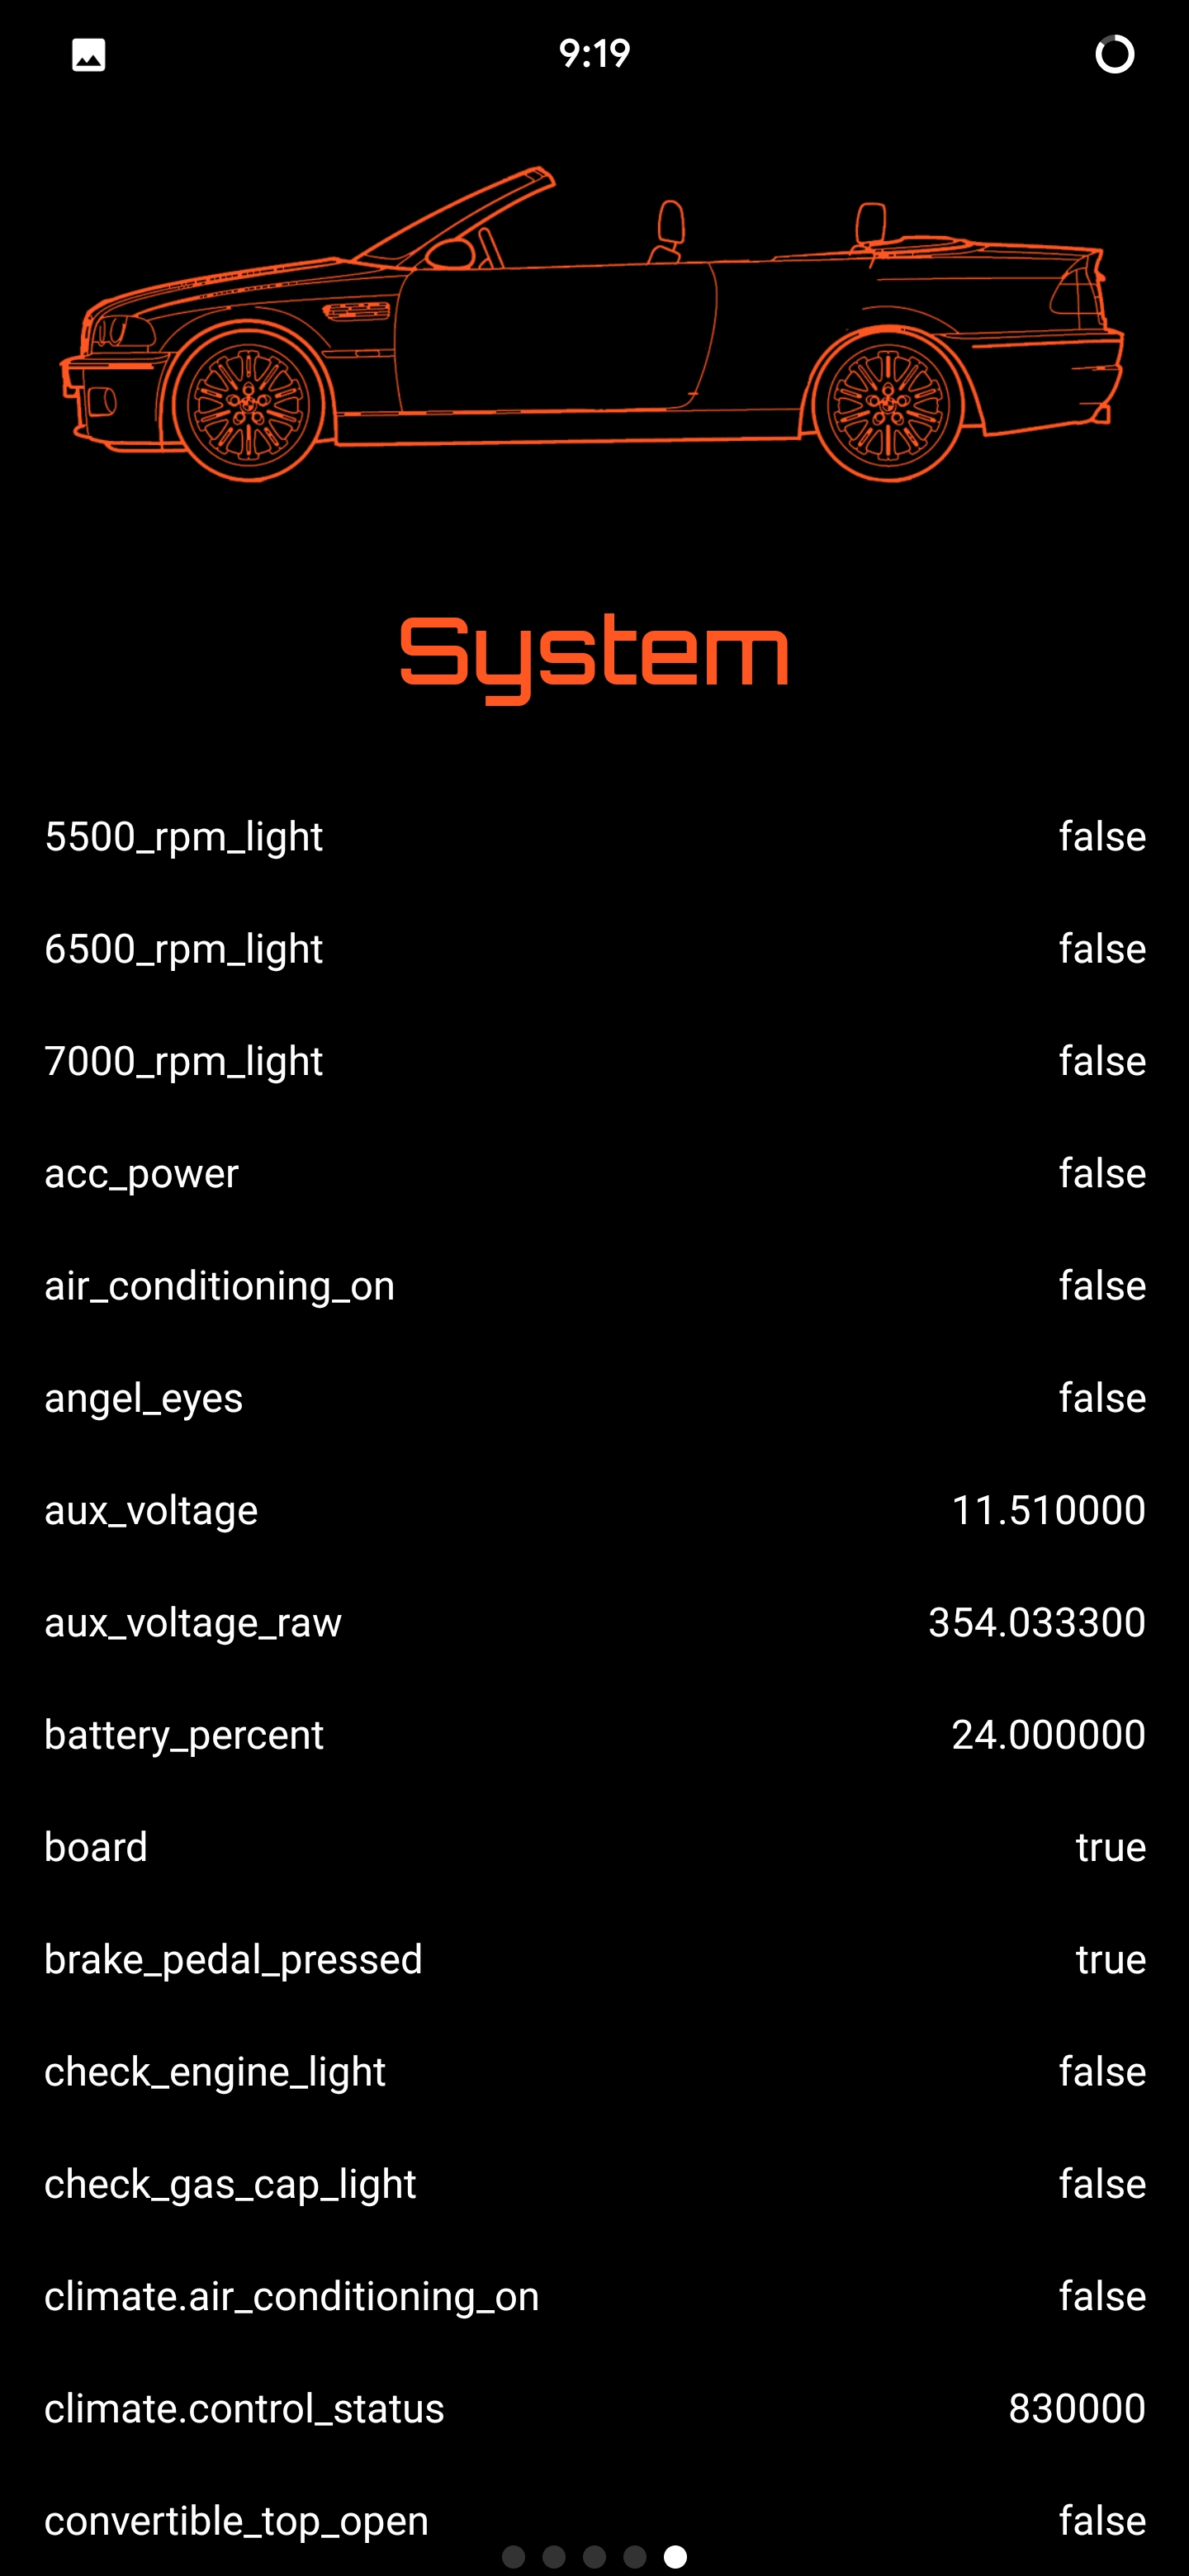 9:19
System
5500_rpm_light false
6500_rpm_light false
7000_rpm_light false
acc_power false
air_conditioning_on false
angel_eyes false
aux_voltage 11.510000
aux_voltage_raw 354.033300
battery_percent 24.000000
board true
brake_pedal_pressed true
check_engine_light false
check_gas_cap_light false
climate.air_conditioning_on false
climate.control_status 830000
convertible_top_open false